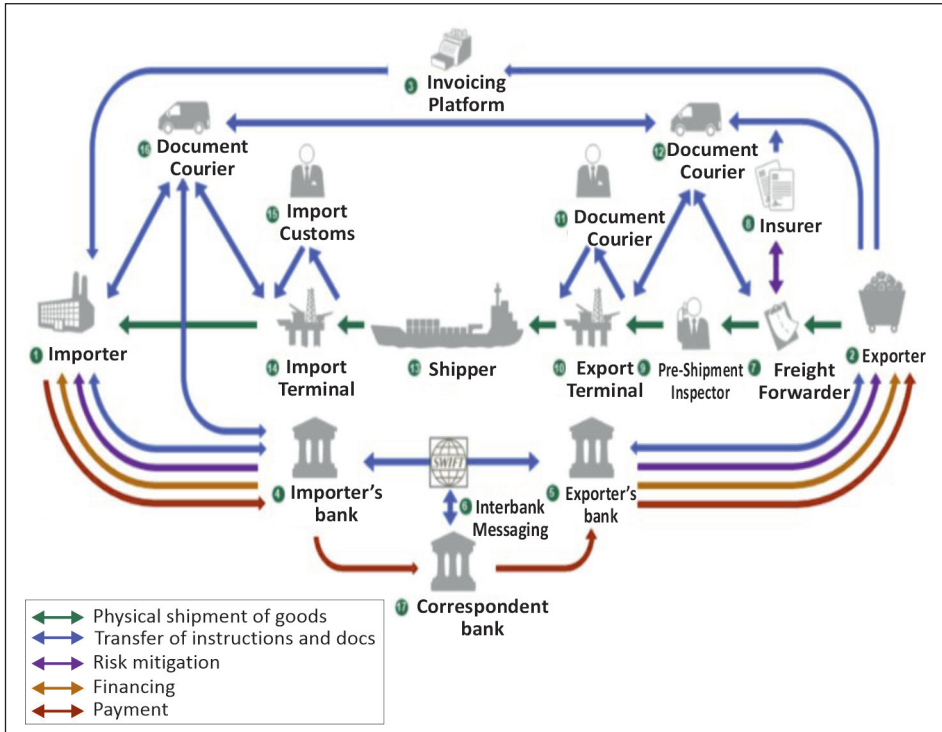 3 Invoicing
Platform
16 Document
Courier
12 Document
Courier
15 Import
Customs
11 Document
Courier
8 Insurer
1 Importer
14 Import
Terminal
13 Shipper
10 Export
Terminal
9 Pre-Shipment
Inspector
7 Freight
Forwarder
2 Exporter
SWIFT
4 Importer's
bank
6 Interbank
Messaging
5 Exporter's
bank
17 Correspondent
bank
Physical shipment of goods
Transfer of instructions and docs
Risk mitigation
Financing
Payment